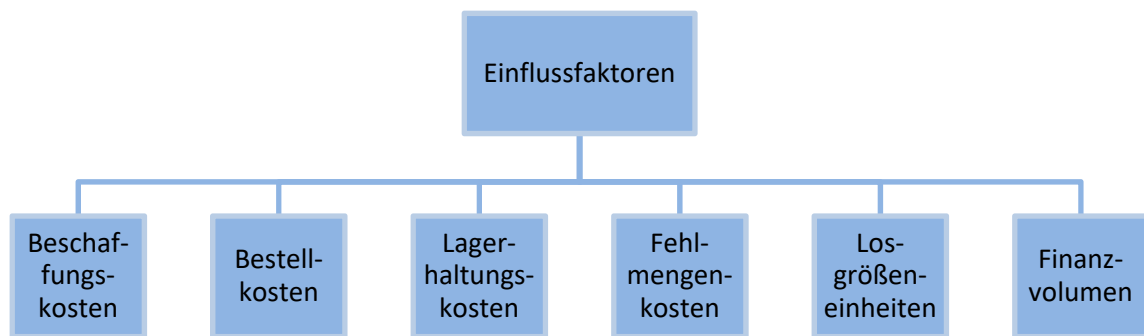 Einflussfaktoren
Beschaf-
fungs-
kosten
Bestell-
kosten
Lager-
haltungs-
kosten
Fehl-
mengen-
kosten
Los-
größen-
einheiten
Finanz-
volumen